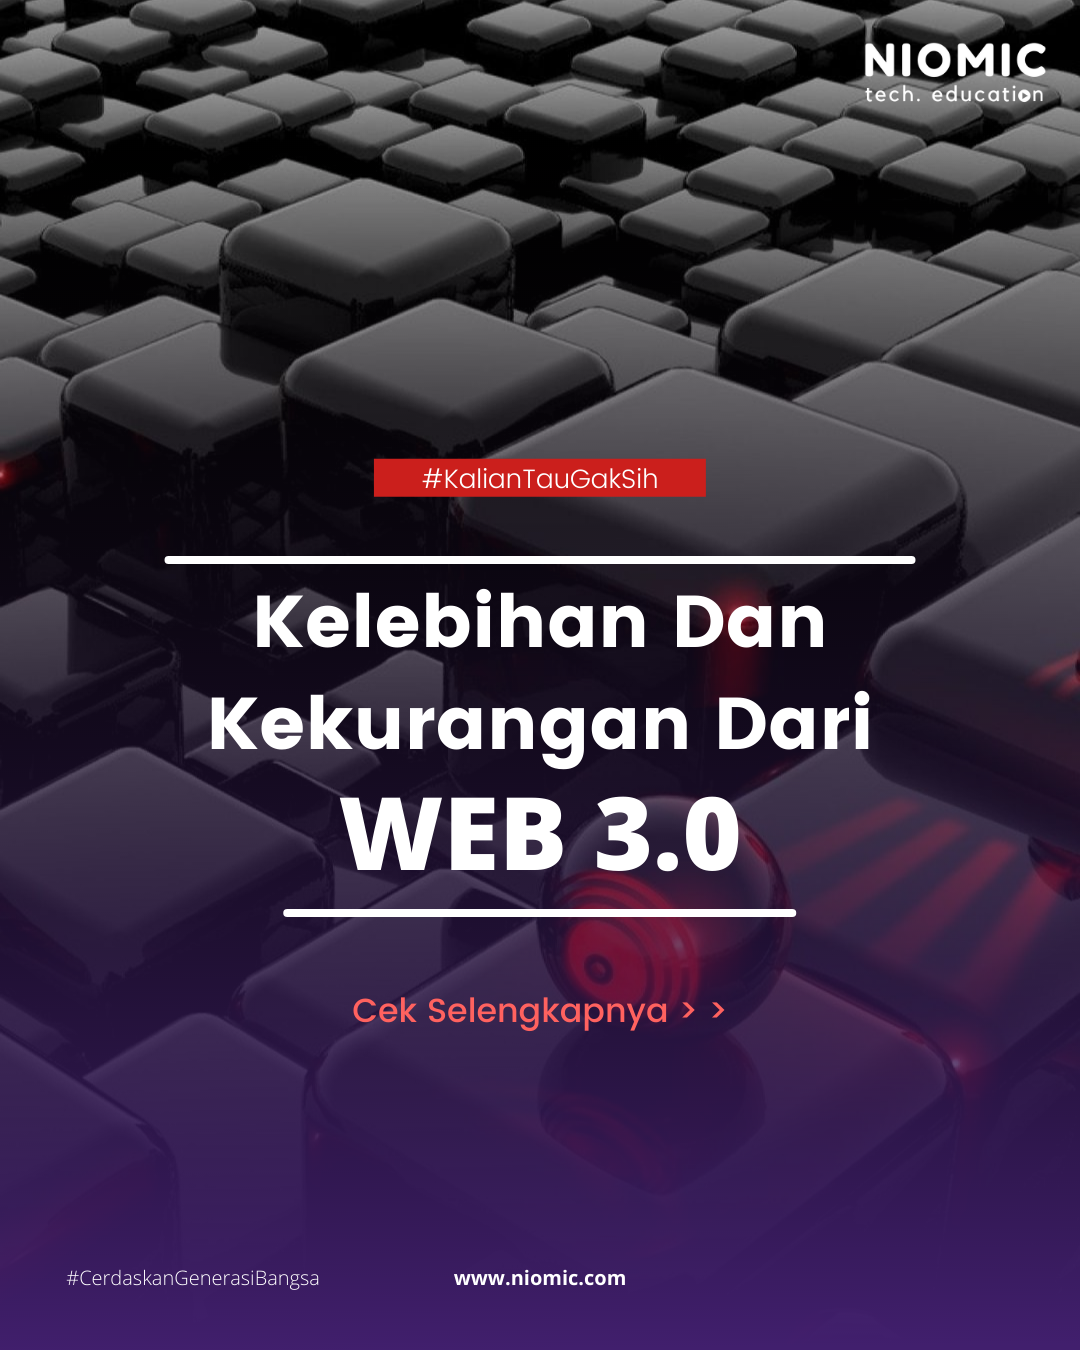 NIOMIC
tech. education
#KalianTauGakSih
Kelebihan Dan
Kekurangan Dari
WEB 3.0
Cek Selengkapnya > >
#CerdaskanGenerasiBangsa
www.niomic.com